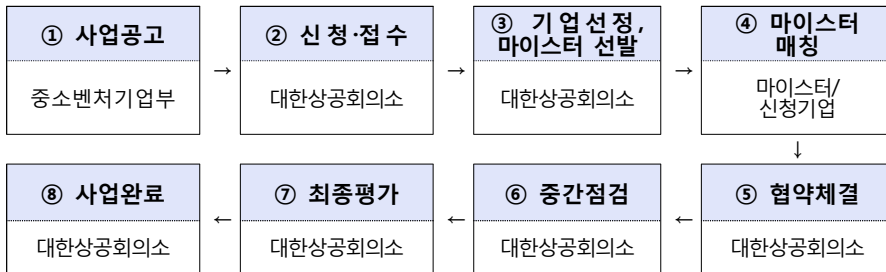 ① 사업공고
중소벤처기업부
→
② 신청·접수
대한상공회의소
→
③ 기업선정,
마이스터 선발
대한상공회의소
→
④ 마이스터
매칭
마이스터/
신청기업
↓
⑧ 사업완료
대한상공회의소
←
⑦ 최종평가
대한상공회의소
←
⑥ 중간점검
대한상공회의소
←
⑤ 협약체결
대한상공회의소